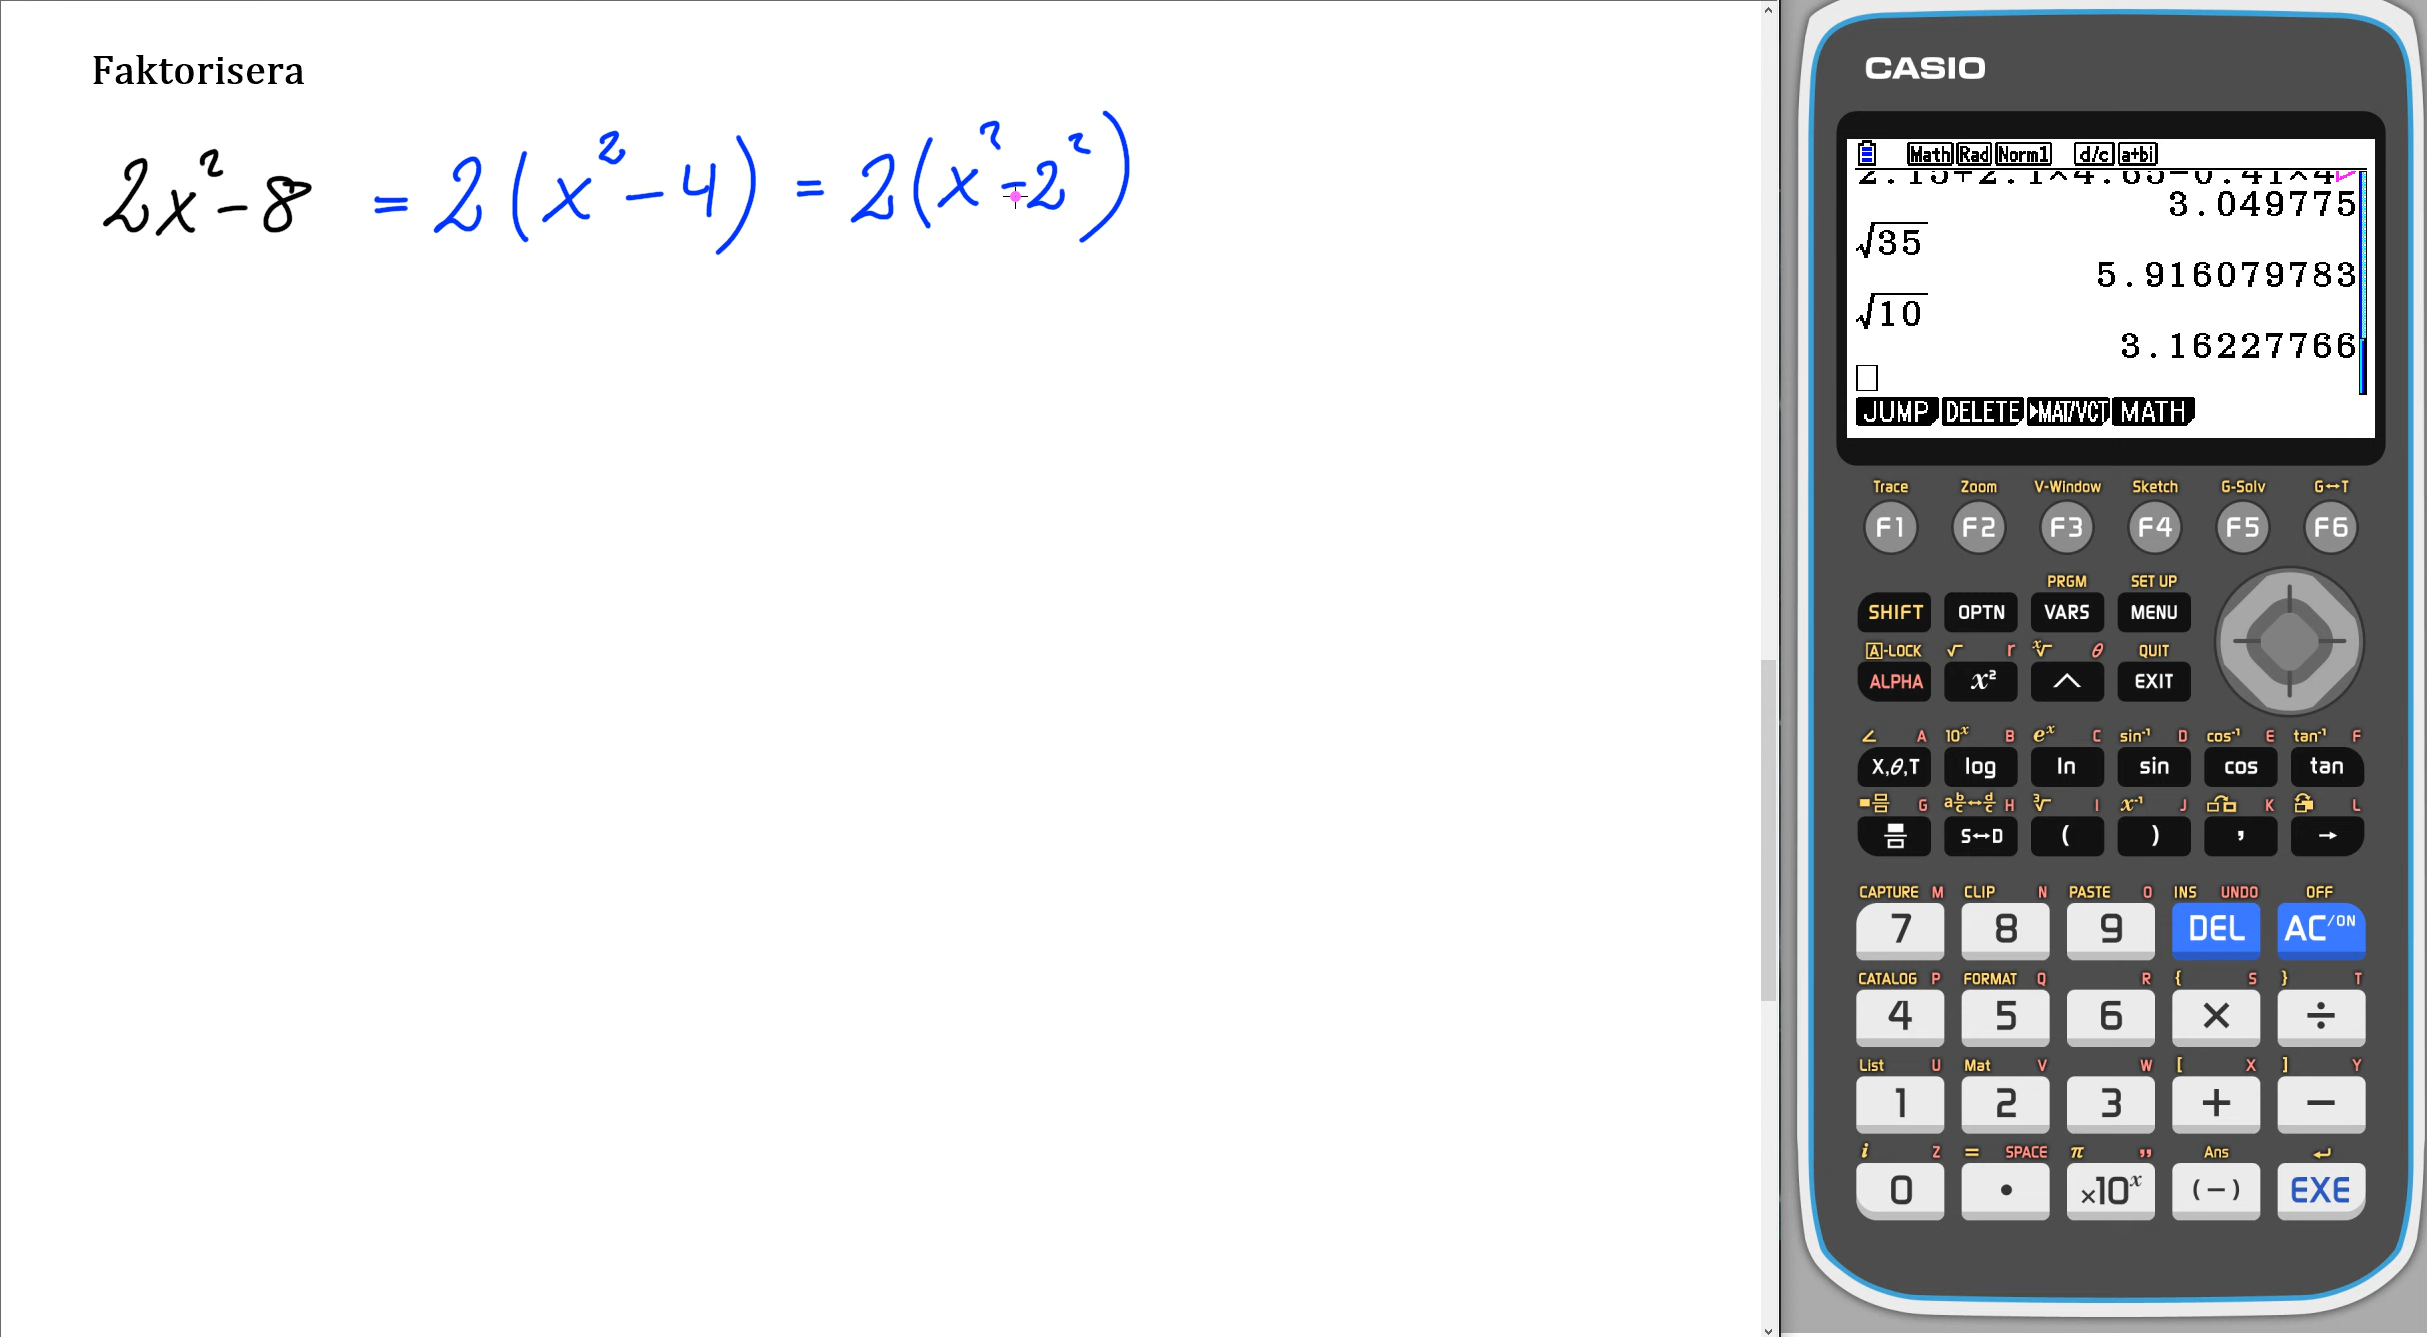 Faktorisera
2x² - 8 = 2(x² - 4) = 2(x² - 2²)
CASIO
Math Rad Norm1 d/c a+bi
3.049775
√35
5.916079783
√10
3.16227766
JUMP DELETE ▶MAT/VCT MATH
Trace Zoom V-Window Sketch G-Solv G↔T
F1 F2 F3 F4 F5 F6
PRGM SET UP
SHIFT OPTN VARS MENU
A-LOCK √ r ˣ√ θ QUIT
ALPHA x² ^ EXIT
∠ A 10ˣ B eˣ C sin⁻¹ D cos⁻¹ E tan⁻¹ F
X,θ,T log ln sin cos tan
G a b/c↔d/c H ³√ I x⁻¹ J K L
S↔D ( ) , →
CAPTURE M CLIP N PASTE O INS UNDO OFF
7 8 9 DEL AC/ON
CATALOG P FORMAT Q R { S } T
4 5 6 × ÷
List U Mat V W [ X ] Y
1 2 3 + −
i Z = SPACE π " Ans ↵
0 • ×10ˣ (−) EXE